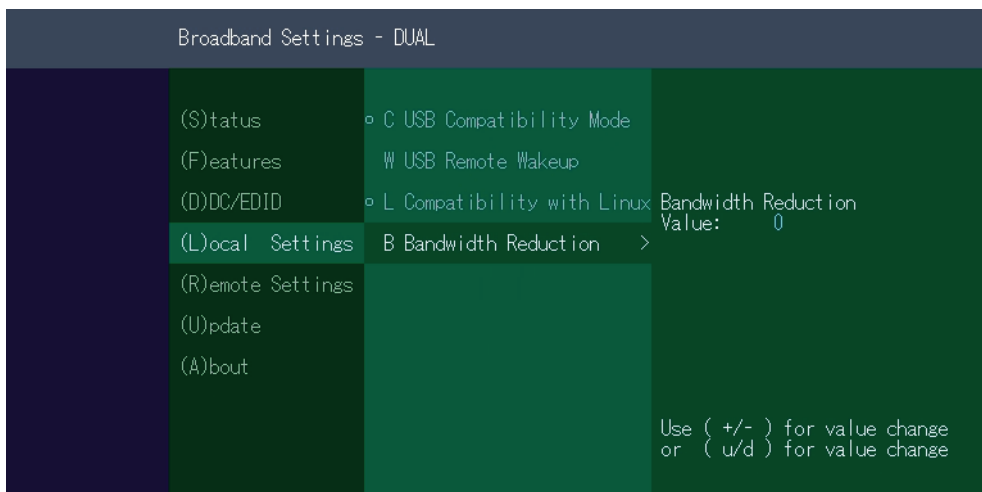 Broadband Settings - DUAL
(S)tatus
(F)eatures
(D)DC/EDID
(L)ocal Settings
(R)emote Settings
(U)pdate
(A)bout
C USB Compatibility Mode
W USB Remote Wakeup
L Compatibility with Linux
B Bandwidth Reduction >
Bandwidth Reduction
Value: 0
Use ( +/- ) for value change
or ( u/d ) for value change